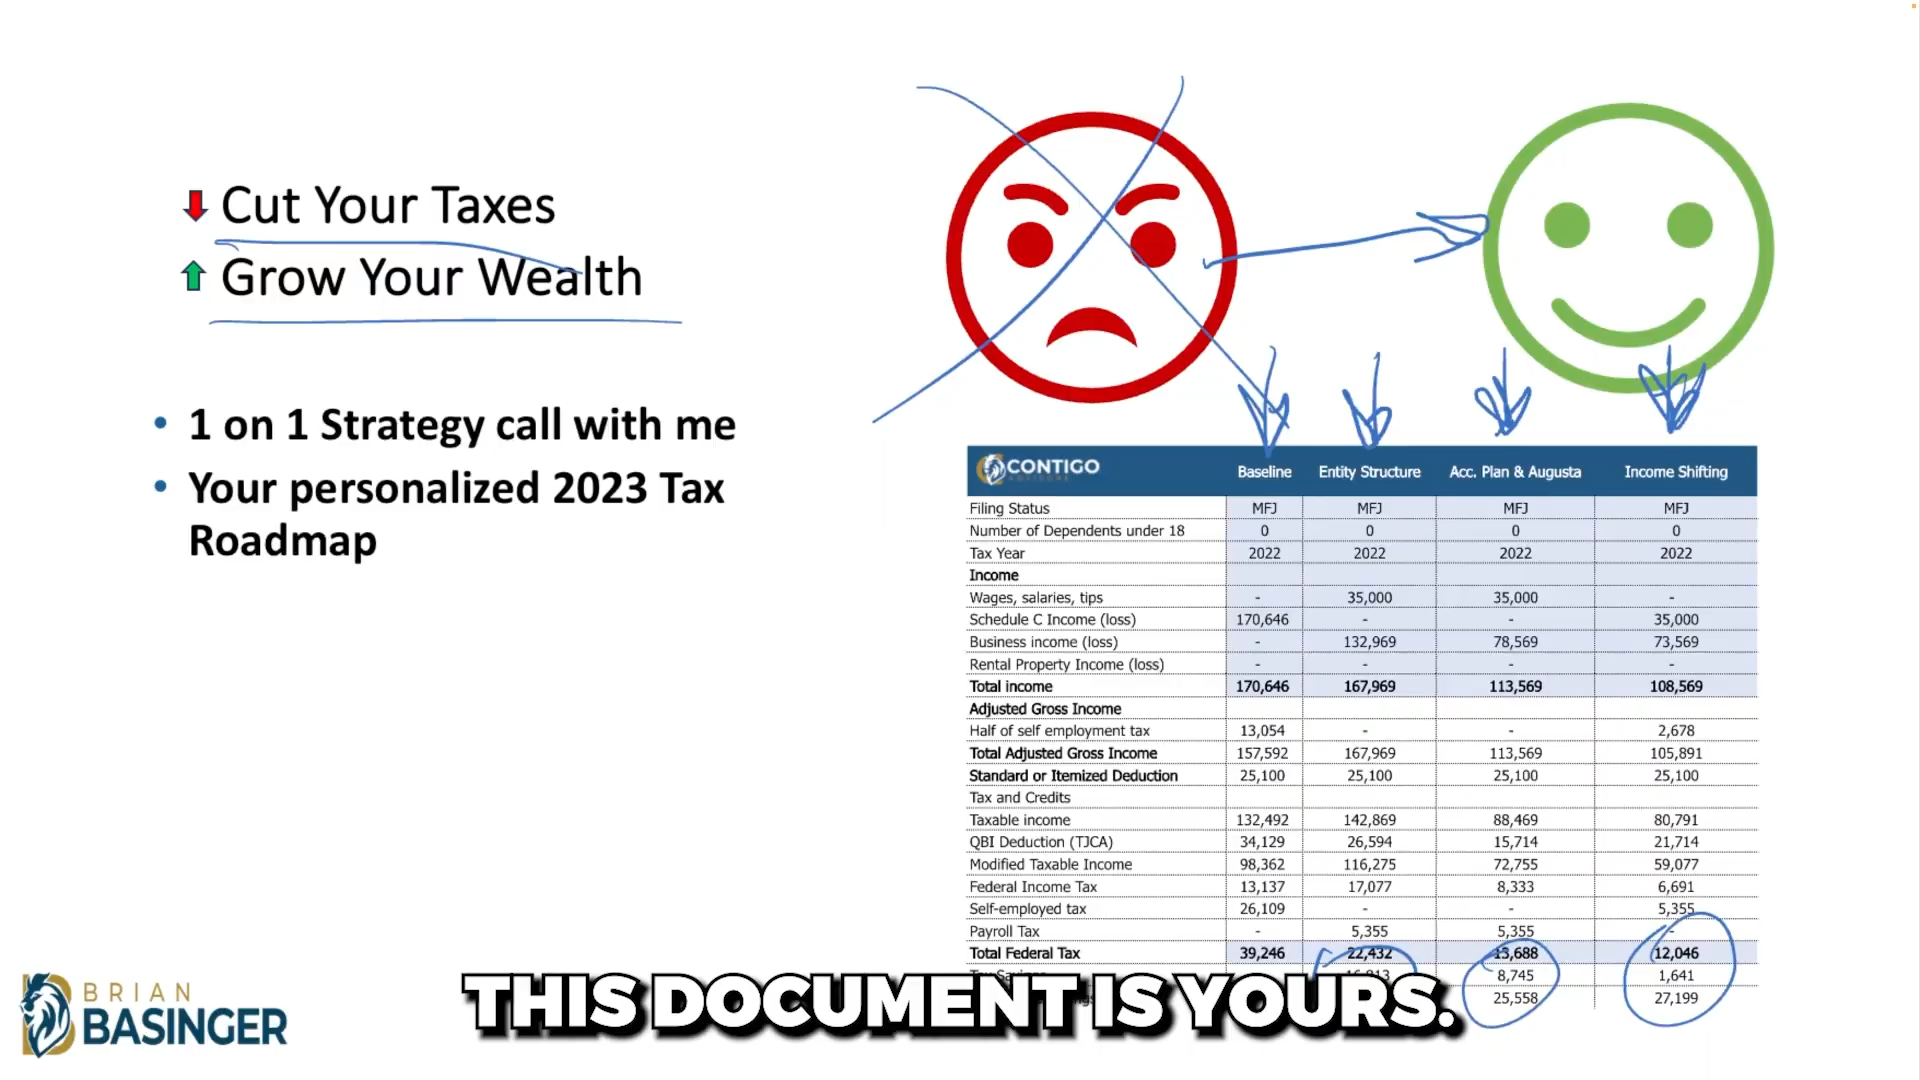 Cut Your Taxes
Grow Your Wealth
• 1 on 1 Strategy call with me
• Your personalized 2023 Tax
Roadmap
CONTIGO Baseline Entity Structure Acc. Plan & Augusta Income Shifting
Filing Status MFJ MFJ MFJ MFJ
Number of Dependents under 18 0 0 0 0
Tax Year 2022 2022 2022 2022
Income
Wages, salaries, tips - 35,000 35,000 -
Schedule C Income (loss) 170,646 - - 35,000
Business income (loss) - 132,969 78,569 73,569
Rental Property Income (loss) - - - -
Total income 170,646 167,969 113,569 108,569
Adjusted Gross Income
Half of self employment tax 13,054 - - 2,678
Total Adjusted Gross Income 157,592 167,969 113,569 105,891
Standard or Itemized Deduction 25,100 25,100 25,100 25,100
Tax and Credits
Taxable income 132,492 142,869 88,469 80,791
QBI Deduction (TJCA) 34,129 26,594 15,714 21,714
Modified Taxable Income 98,362 116,275 72,755 59,077
Federal Income Tax 13,137 17,077 8,333 6,691
Self-employed tax 26,109 - - 5,355
Payroll Tax - 5,355 5,355 -
Total Federal Tax 39,246 22,432 13,688 12,046
8,745 1,641
25,558 27,199
THIS DOCUMENT IS YOURS.
BRIAN
BASINGER